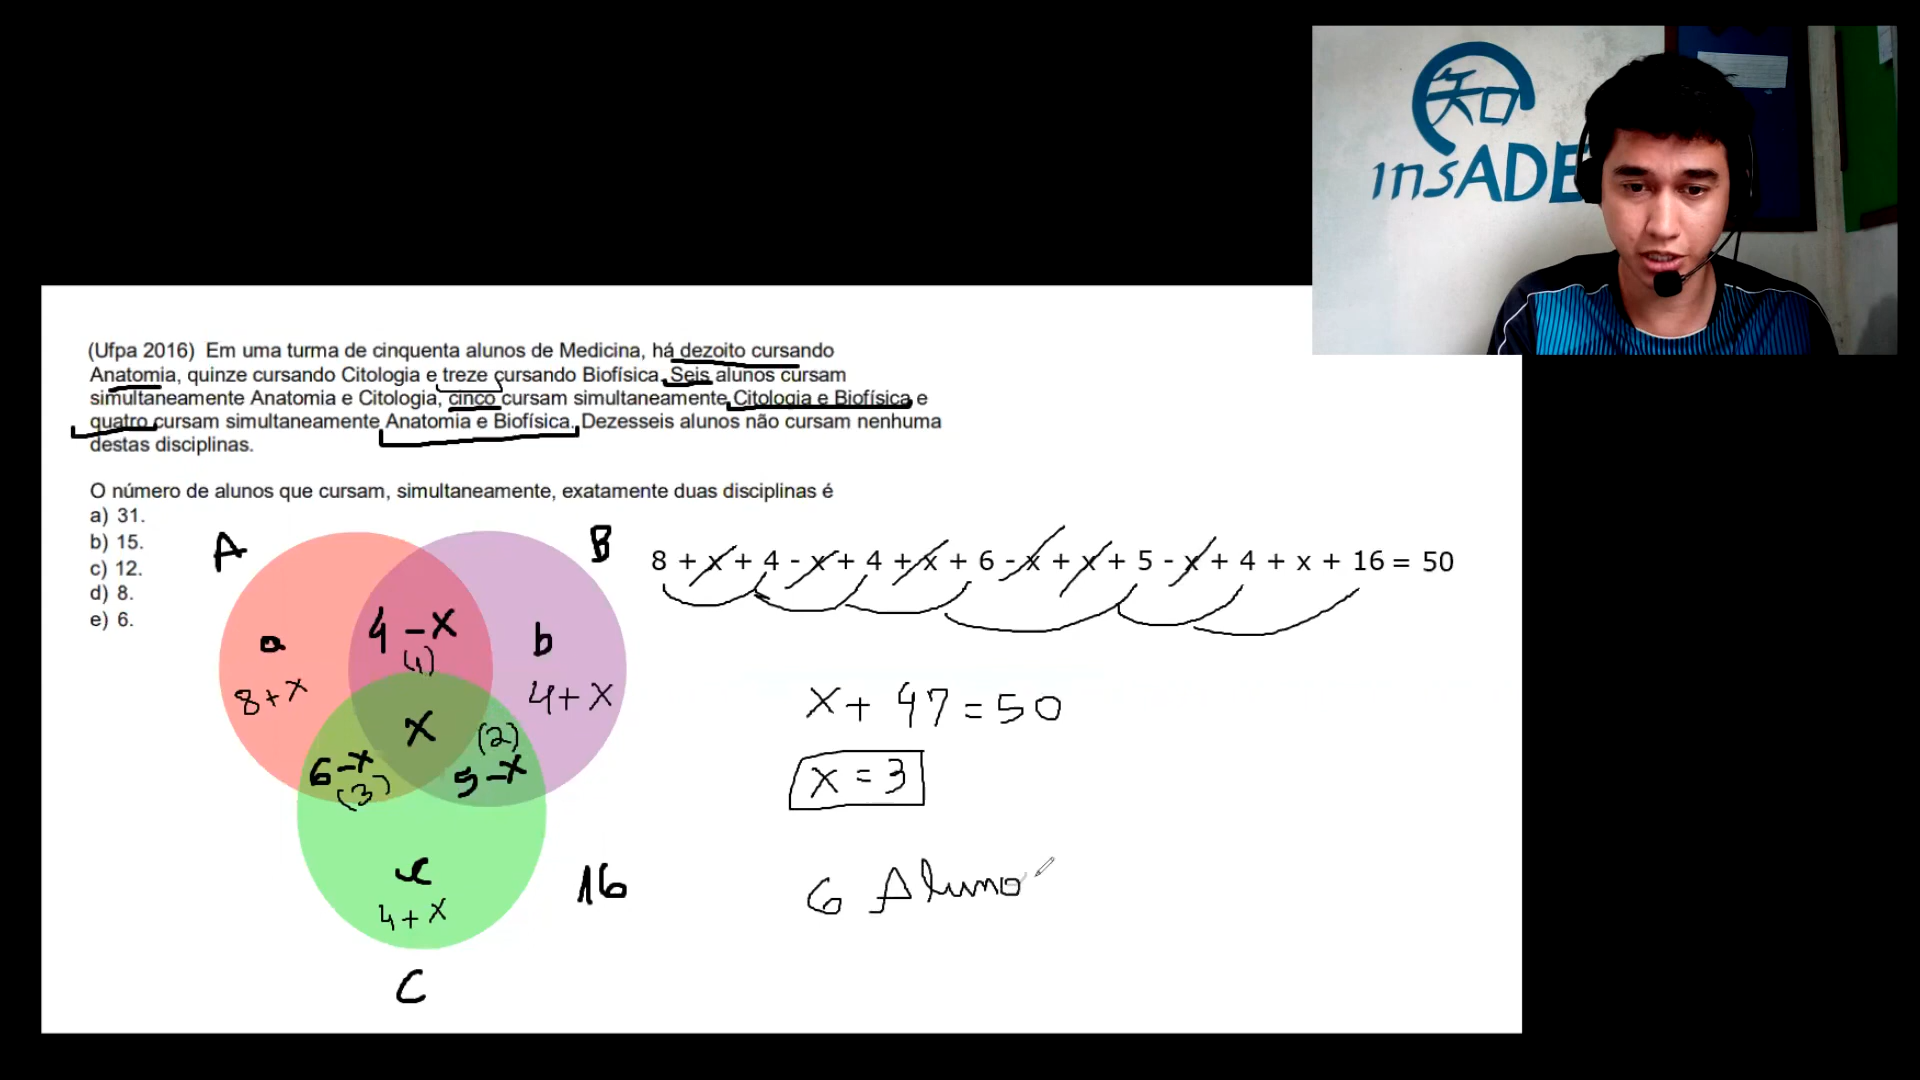 知
insADE
(Ufpa 2016) Em uma turma de cinquenta alunos de Medicina, há dezoito cursando
Anatomia, quinze cursando Citologia e treze cursando Biofísica. Seis alunos cursam
simultaneamente Anatomia e Citologia, cinco cursam simultaneamente Citologia e Biofísica e
quatro cursam simultaneamente Anatomia e Biofísica. Dezesseis alunos não cursam nenhuma
destas disciplinas.
O número de alunos que cursam, simultaneamente, exatamente duas disciplinas é
a) 31.
b) 15.
c) 12.
d) 8.
e) 6.
A
B
8 + x + 4 - x + 4 + x + 6 - x + x + 5 - x + 4 + x + 16 = 50
a
4 - x
(1)
b
8 + x
4 + x
x
(2)
6 - x
(3)
5 - x
c
4 + x
16
C
x + 47 = 50
x = 3
6 Aluno